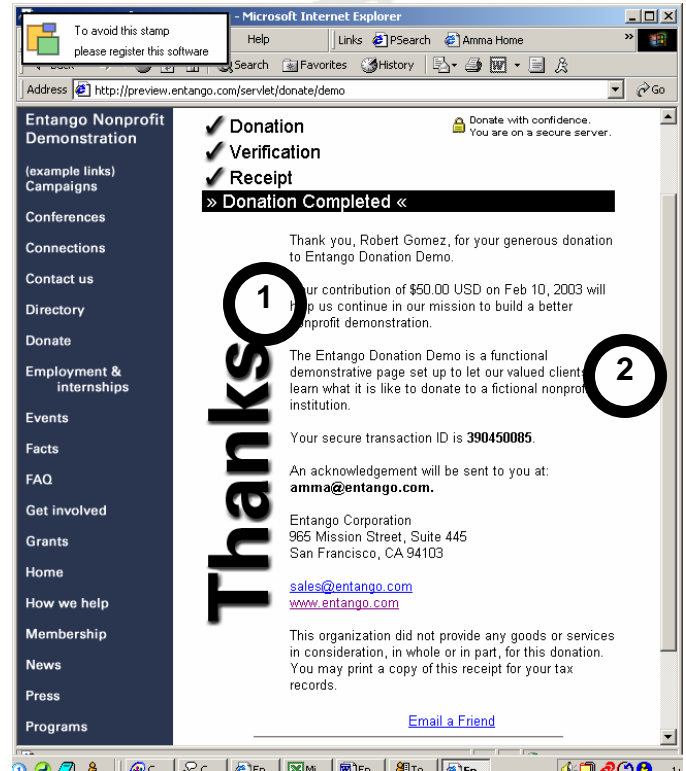 - Microsoft Internet Explorer
To avoid this stamp
please register this software
Help
Links PSearch Amma Home »
Search Favorites History
Address http://preview.entango.com/servlet/donate/demo Go
Entango Nonprofit
Demonstration
(example links)
Campaigns
Conferences
Connections
Contact us
Directory
Donate
Employment &
internships
Events
Facts
FAQ
Get involved
Grants
Home
How we help
Membership
News
Press
Programs
Donation
Verification
Receipt
Donate with confidence.
You are on a secure server.
» Donation Completed «
Thanks
1
2
Thank you, Robert Gomez, for your generous donation
to Entango Donation Demo.
contribution of $50.00 USD on Feb 10, 2003 will
us continue in our mission to build a better
nonprofit demonstration.
The Entango Donation Demo is a functional
demonstrative page set up to let our valued clients
learn what it is like to donate to a fictional nonprofit
institution.
Your secure transaction ID is 390450085.
An acknowledgement will be sent to you at:
amma@entango.com.
Entango Corporation
965 Mission Street, Suite 445
San Francisco, CA 94103
sales@entango.com
www.entango.com
This organization did not provide any goods or services
in consideration, in whole or in part, for this donation.
You may print a copy of this receipt for your tax
records.
Email a Friend